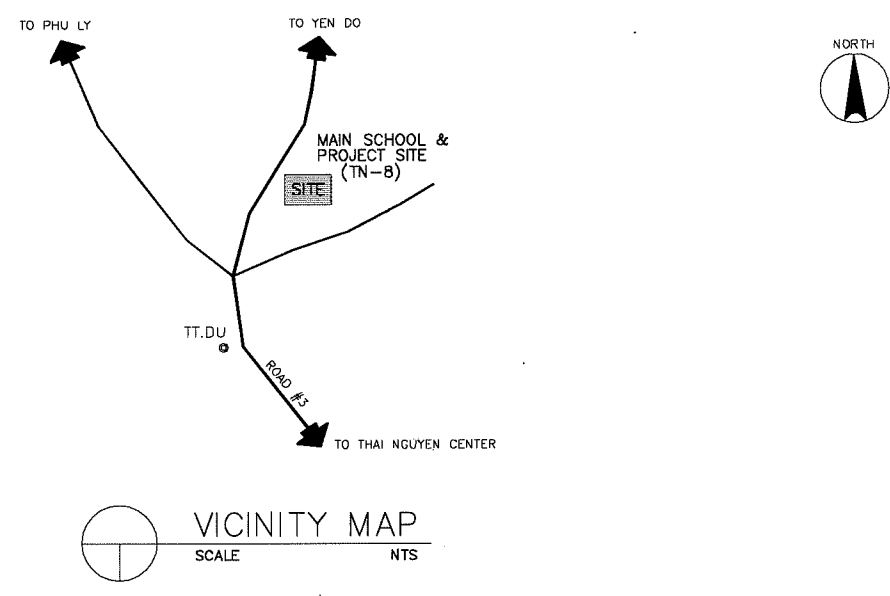 TO PHU LY
TO YEN DO
NORTH
MAIN SCHOOL &
PROJECT SITE
(TN-8)
SITE
TT.DU
ROAD #3
TO THAI NGUYEN CENTER
VICINITY MAP
SCALE NTS